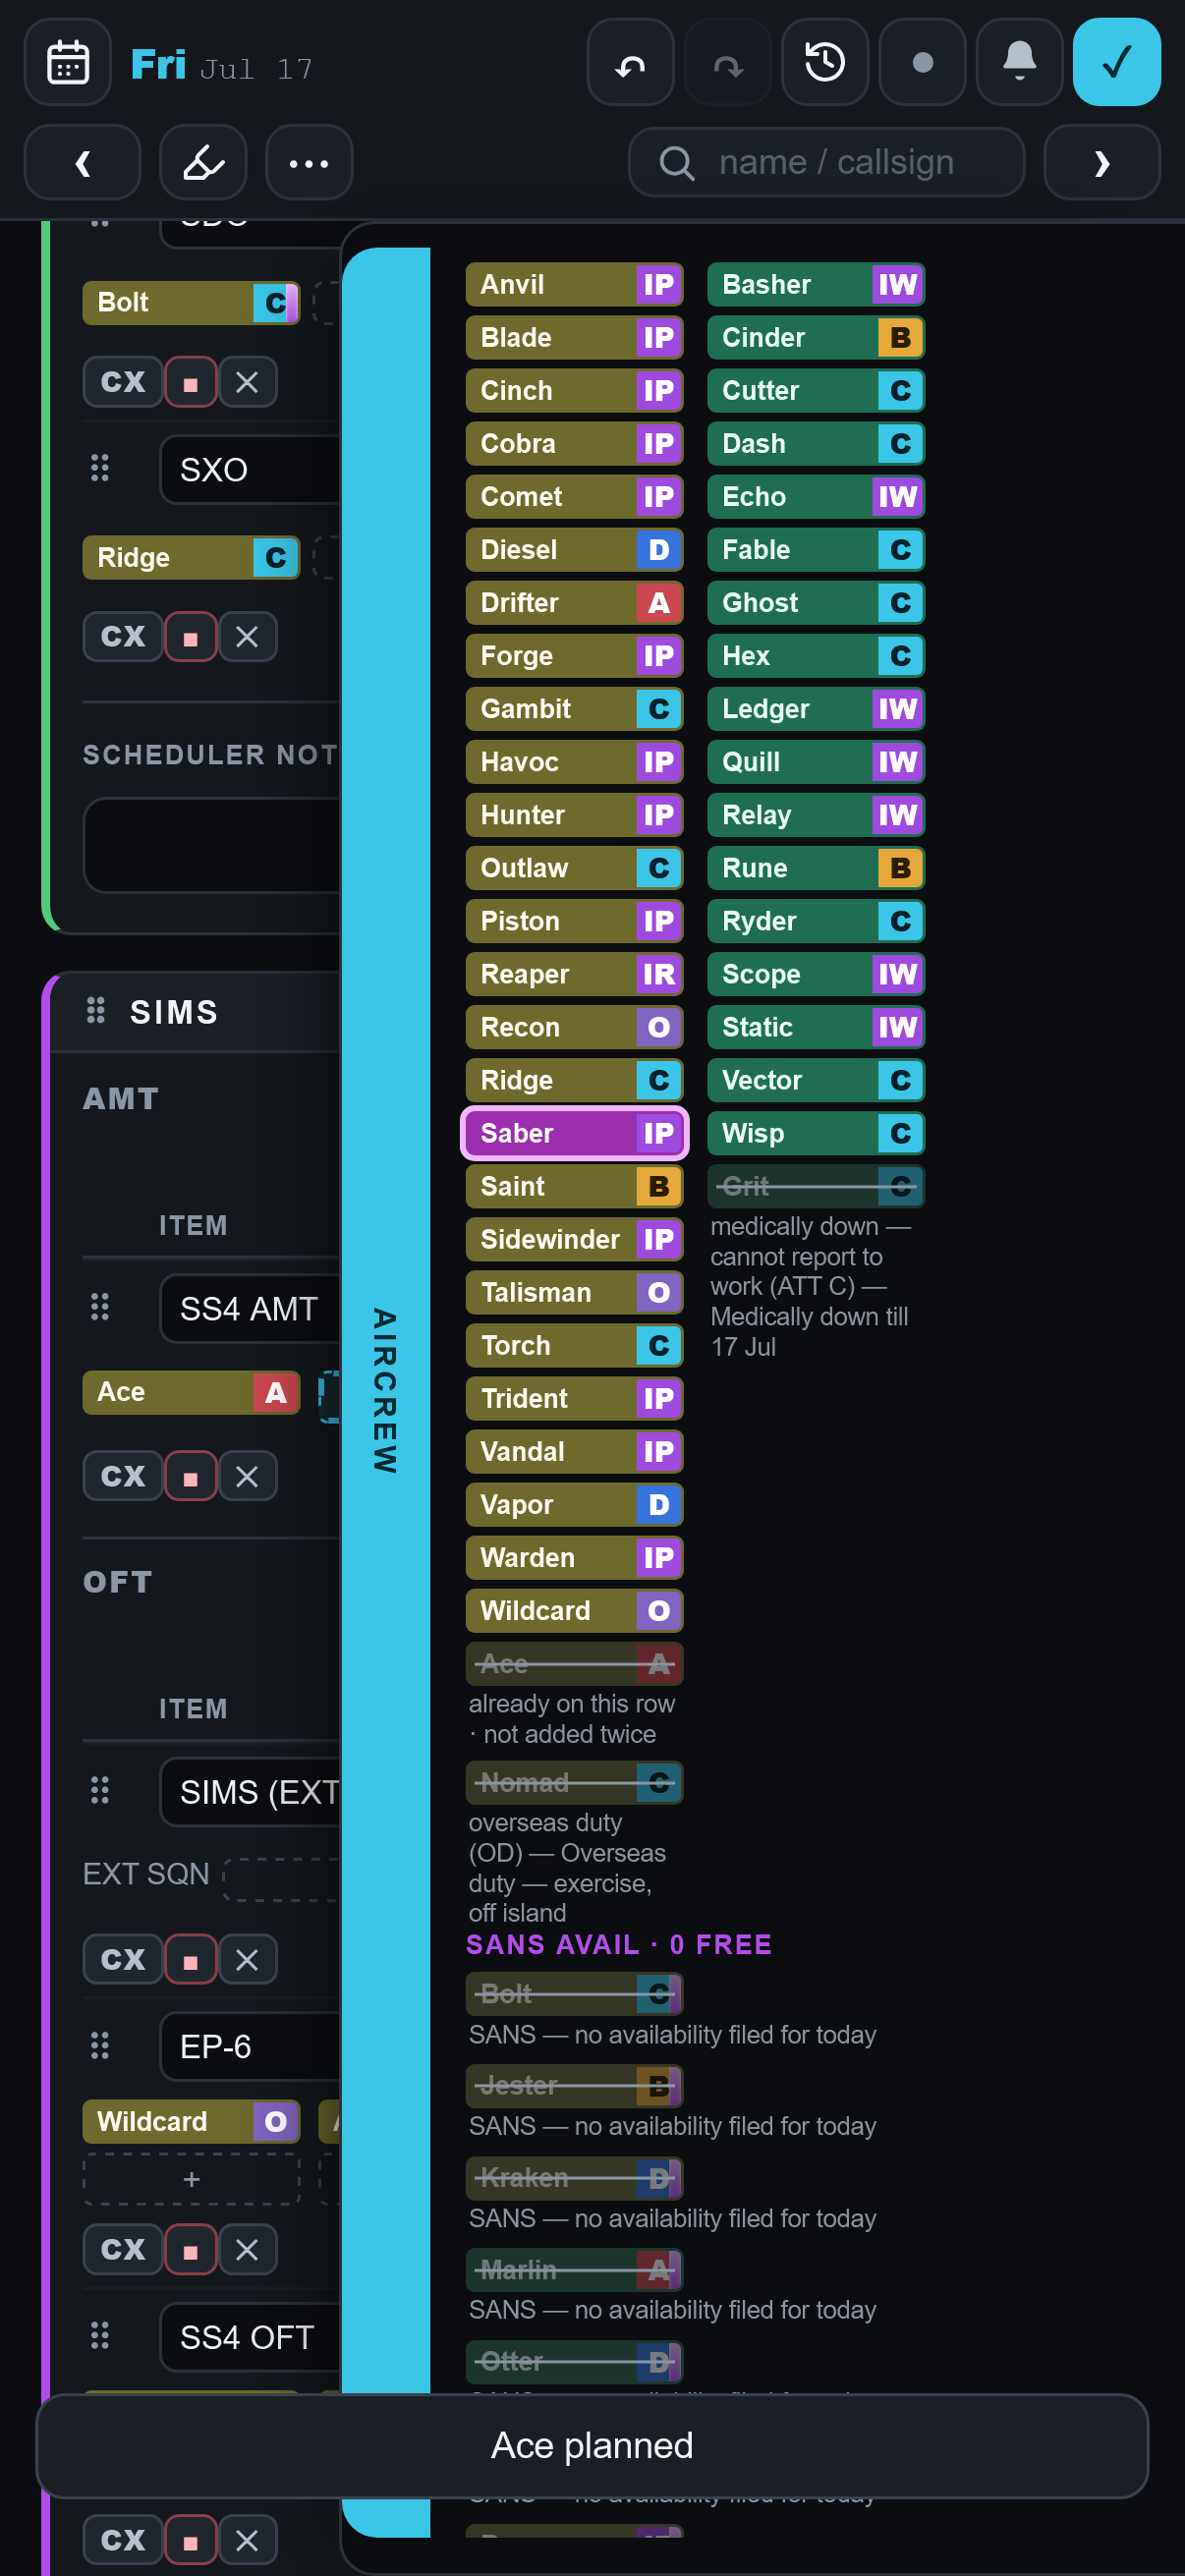 Fri Jul 17
name / callsign
Bolt C
CX
SXO
Ridge C
CX
SCHEDULER NOT
SIMS
AMT
ITEM
SS4 AMT
Ace A
CX
OFT
ITEM
SIMS (EXT
EXT SQN
CX
EP-6
Wildcard O
+
CX
SS4 OFT
CX
AIRCREW
Anvil IP
Blade IP
Cinch IP
Cobra IP
Comet IP
Diesel D
Drifter A
Forge IP
Gambit C
Havoc IP
Hunter IP
Outlaw C
Piston IP
Reaper IR
Recon O
Ridge C
Saber IP
Saint B
Sidewinder IP
Talisman O
Torch C
Trident IP
Vandal IP
Vapor D
Warden IP
Wildcard O
Ace A
already on this row
· not added twice
Nomad C
overseas duty
(OD) — Overseas
duty — exercise,
off island
Basher IW
Cinder B
Cutter C
Dash C
Echo IW
Fable C
Ghost C
Hex C
Ledger IW
Quill IW
Relay IW
Rune B
Ryder C
Scope IW
Static IW
Vector C
Wisp C
Grit C
medically down —
cannot report to
work (ATT C) —
Medically down till
17 Jul
SANS AVAIL · 0 FREE
Bolt C
SANS — no availability filed for today
Jester B
SANS — no availability filed for today
Kraken D
SANS — no availability filed for today
Marlin A
SANS — no availability filed for today
Otter D
Ace planned